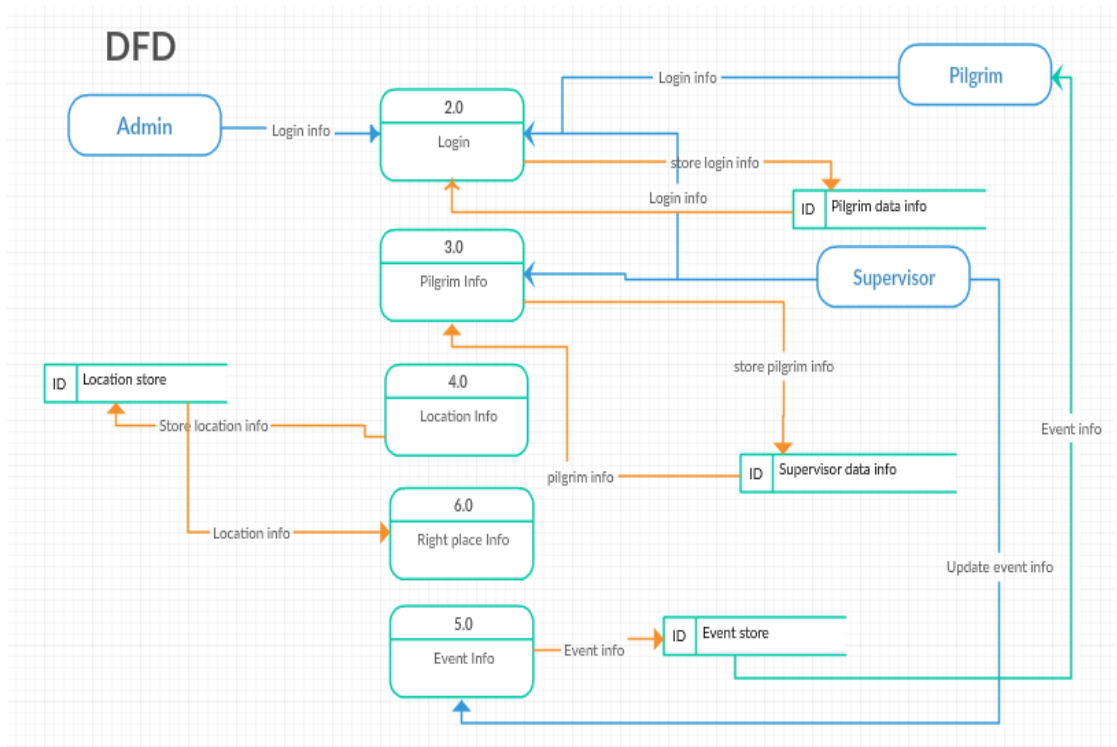 DFD
Pilgrim
Login info
2.0
Admin
Login info
Login
store login info
Login info
ID
Pilgrim data info
3.0
Pilgrim Info
Supervisor
store pilgrim info
ID
Location store
4.0
Location Info
Store location info
Event info
pilgrim info
ID
Supervisor data info
6.0
Location info
Right place Info
Update event info
5.0
Event Info
Event info
ID
Event store